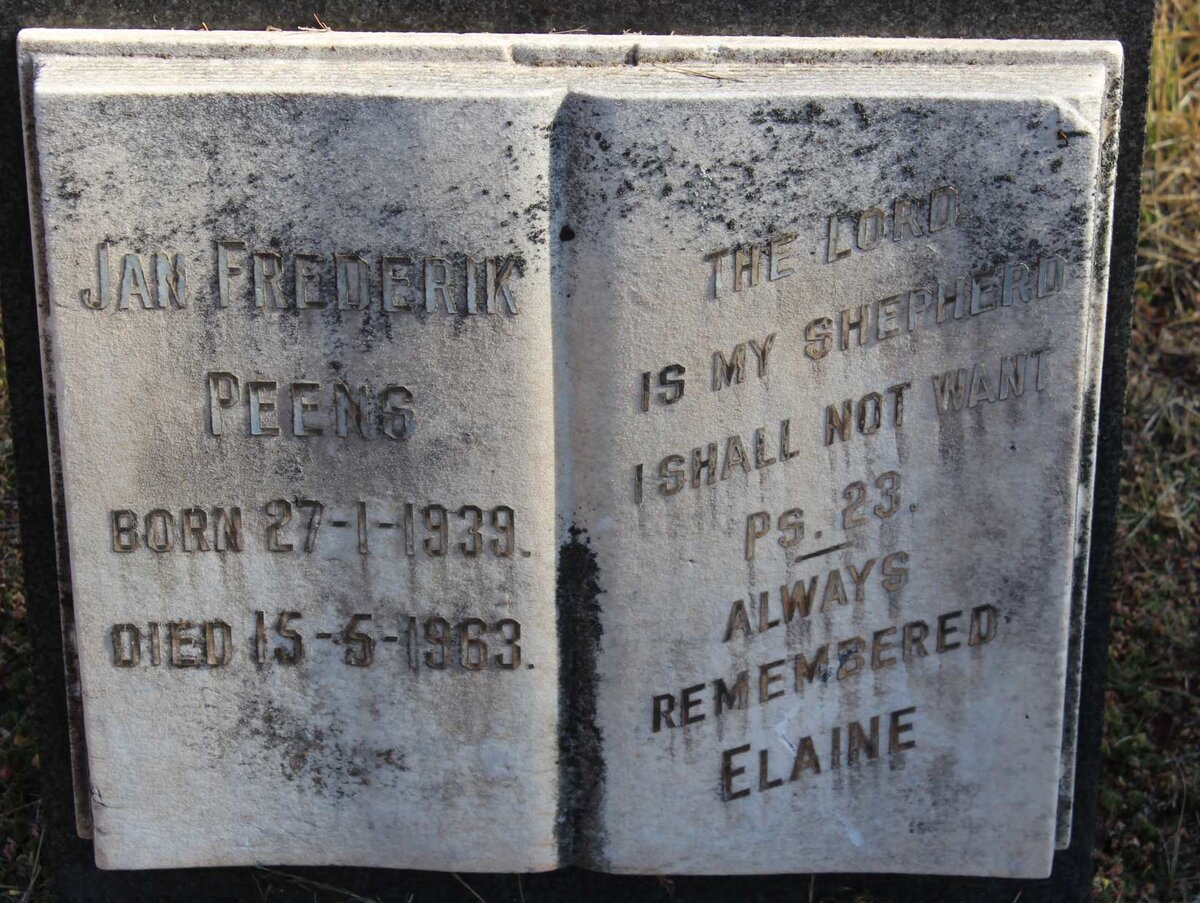 JAN FREDERIK
PEENS
BORN 27-1-1939.
DIED 15-5-1963.
THE LORD
IS MY SHEPHERD
I SHALL NOT WANT
PS. 23.
ALWAYS
REMEMBERED
ELAINE